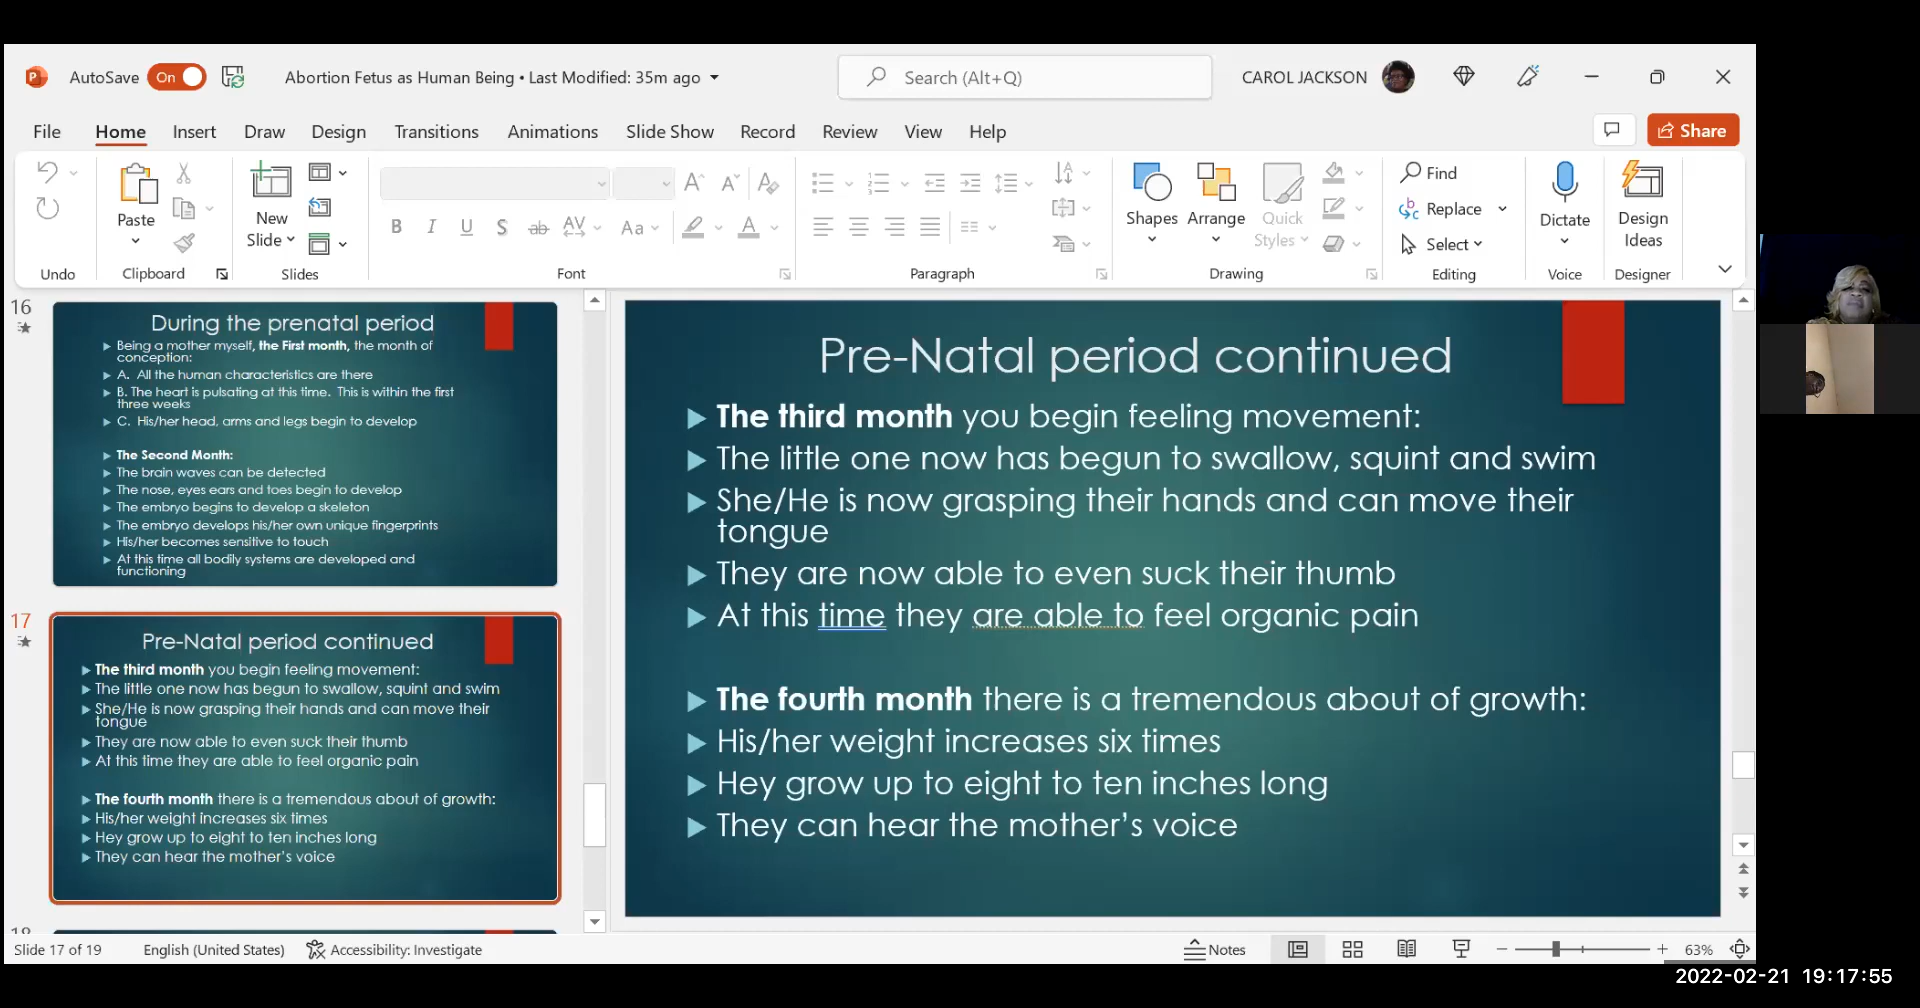 AutoSave On Abortion Fetus as Human Being • Last Modified: 35m ago Search (Alt+Q) CAROL JACKSON
File Home Insert Draw Design Transitions Animations Slide Show Record Review View Help Share
Paste
New
Slide
A A A
B I U S ab AV Aa A
Shapes Arrange Quick
Styles
Find
Replace
Select
Dictate
Design
Ideas
Undo Clipboard Slides Font Paragraph Drawing Editing Voice Designer
16
During the prenatal period
Being a mother myself, the First month, the month of
conception:
A. All the human characteristics are there
B. The heart is pulsating at this time. This is within the first
three weeks
C. His/her head, arms and legs begin to develop
The Second Month:
The brain waves can be detected
The nose, eyes ears and toes begin to develop
The embryo begins to develop a skeleton
The embryo develops his/her own unique fingerprints
His/her becomes sensitive to touch
At this time all bodily systems are developed and
functioning
17
Pre-Natal period continued
The third month you begin feeling movement:
The little one now has begun to swallow, squint and swim
She/He is now grasping their hands and can move their
tongue
They are now able to even suck their thumb
At this time they are able to feel organic pain
The fourth month there is a tremendous about of growth:
His/her weight increases six times
Hey grow up to eight to ten inches long
They can hear the mother's voice
18
Pre-Natal period continued
The third month you begin feeling movement:
The little one now has begun to swallow, squint and swim
She/He is now grasping their hands and can move their
tongue
They are now able to even suck their thumb
At this time they are able to feel organic pain
The fourth month there is a tremendous about of growth:
His/her weight increases six times
Hey grow up to eight to ten inches long
They can hear the mother’s voice
Slide 17 of 19 English (United States) Accessibility: Investigate Notes 63%
2022-02-21 19:17:55